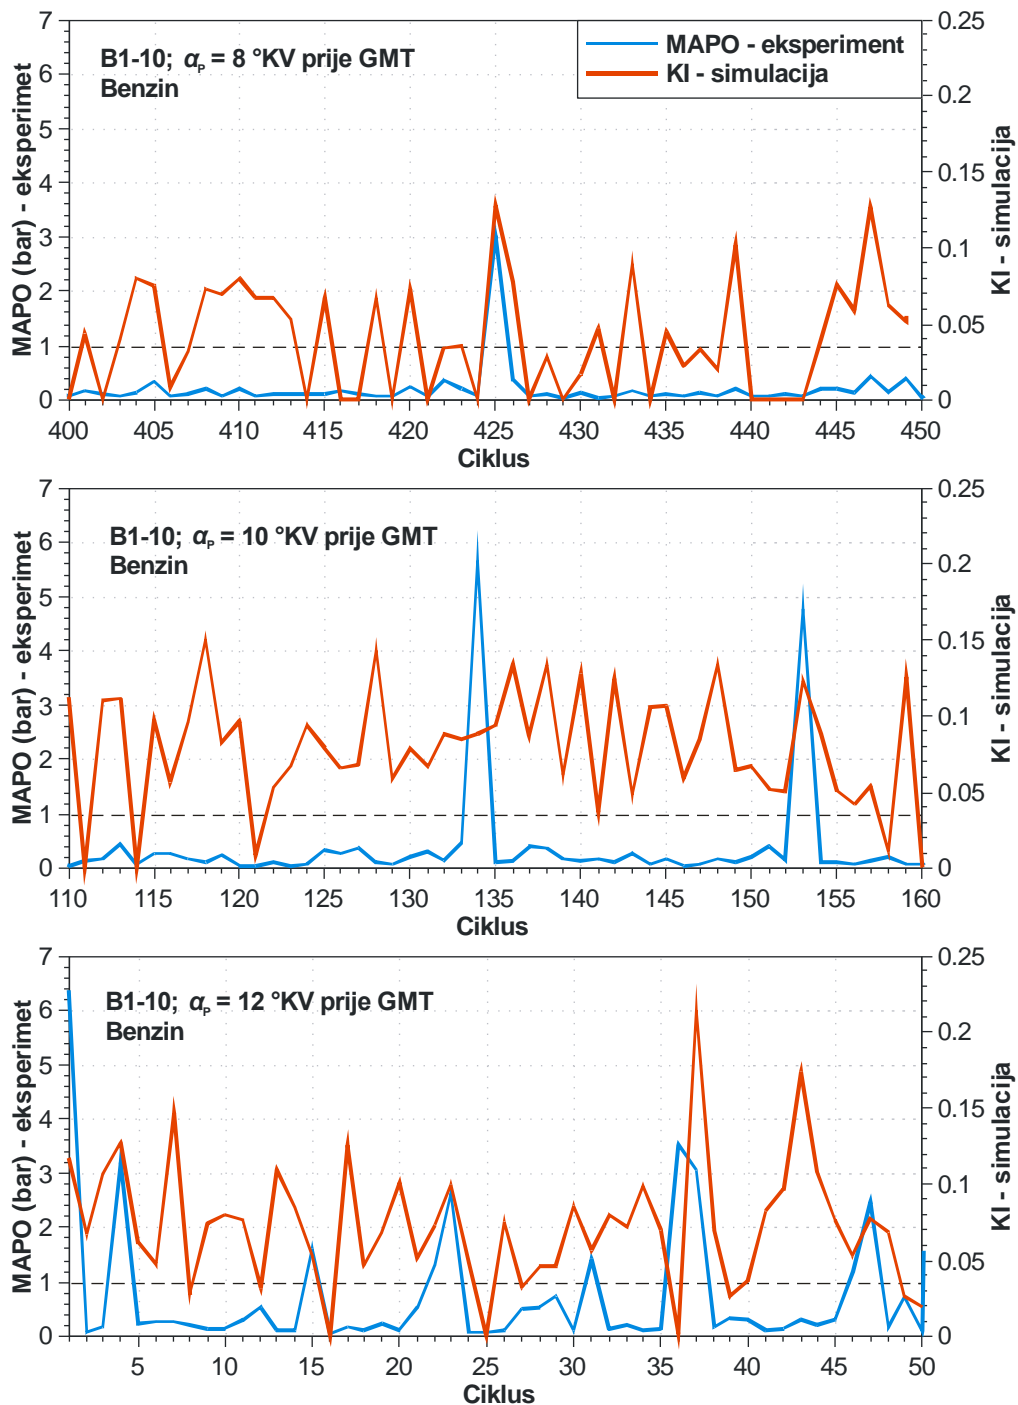 B1-10; αP = 8 °KV prije GMT
Benzin
MAPO - eksperiment
KI - simulacija
MAPO (bar) - eksperimet
7
6
5
4
3
2
1
0
0.25
0.2
0.15
0.1
0.05
0
KI - simulacija
400 405 410 415 420 425 430 435 440 445 450
Ciklus
B1-10; αP = 10 °KV prije GMT
Benzin
MAPO (bar) - eksperimet
7
6
5
4
3
2
1
0
0.25
0.2
0.15
0.1
0.05
0
KI - simulacija
110 115 120 125 130 135 140 145 150 155 160
Ciklus
B1-10; αP = 12 °KV prije GMT
Benzin
MAPO (bar) - eksperimet
7
6
5
4
3
2
1
0
0.25
0.2
0.15
0.1
0.05
0
KI - simulacija
5 10 15 20 25 30 35 40 45 50
Ciklus